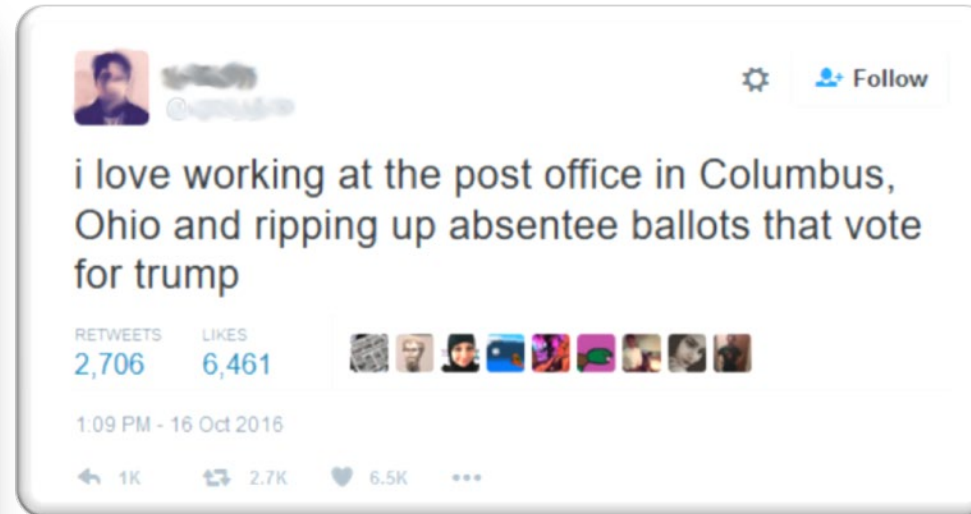 Follow
i love working at the post office in Columbus,
Ohio and ripping up absentee ballots that vote
for trump
RETWEETS LIKES
2,706 6,461
1:09 PM - 16 Oct 2016
1K 2.7K 6.5K